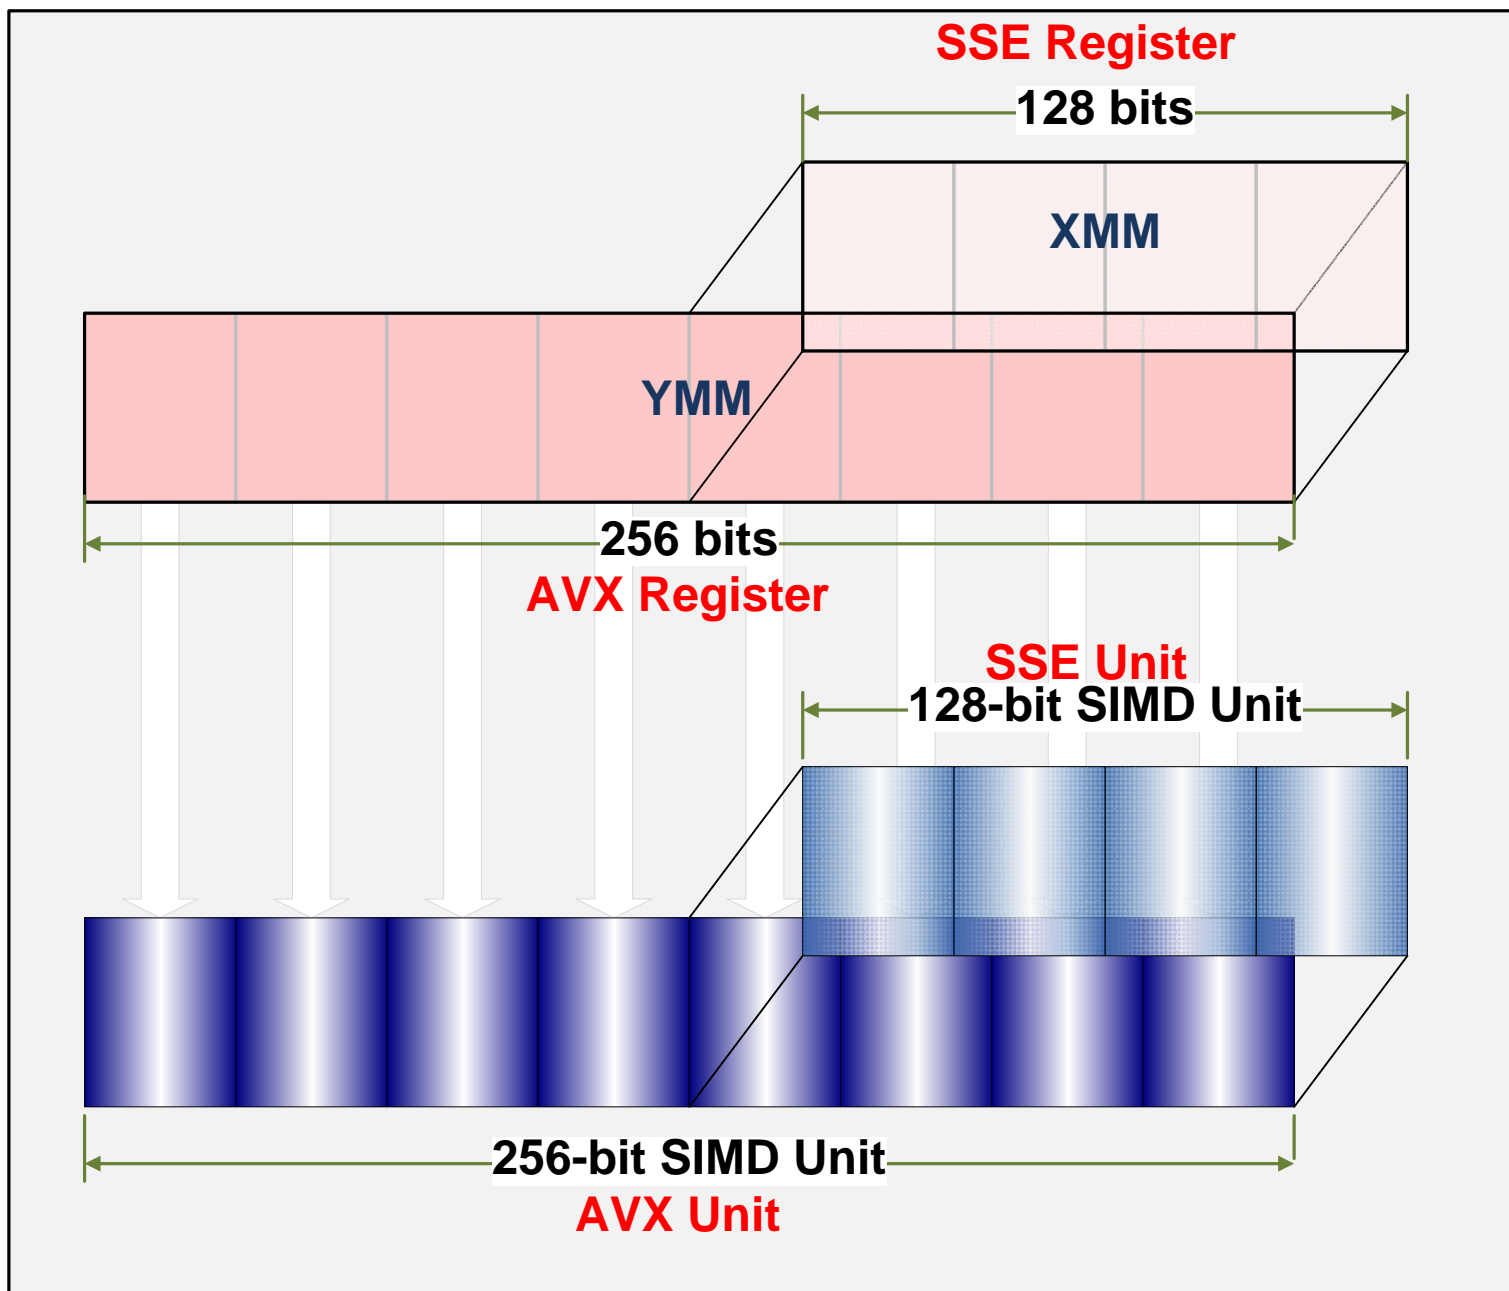 SSE Register
128 bits
XMM
YMM
256 bits
AVX Register
SSE Unit
128-bit SIMD Unit
256-bit SIMD Unit
AVX Unit